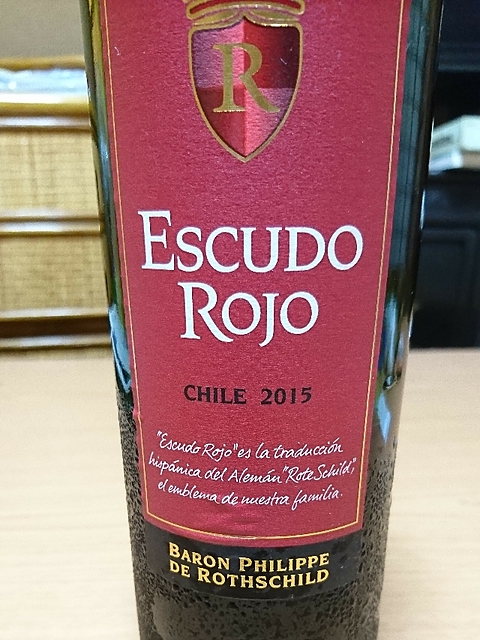 R
ESCUDO
ROJO
CHILE 2015
"Escudo Rojo" es la traducción
hispánica del Alemán "Rote Schild",
el emblema de nuestra familia.
BARON PHILIPPE
DE ROTHSCHILD